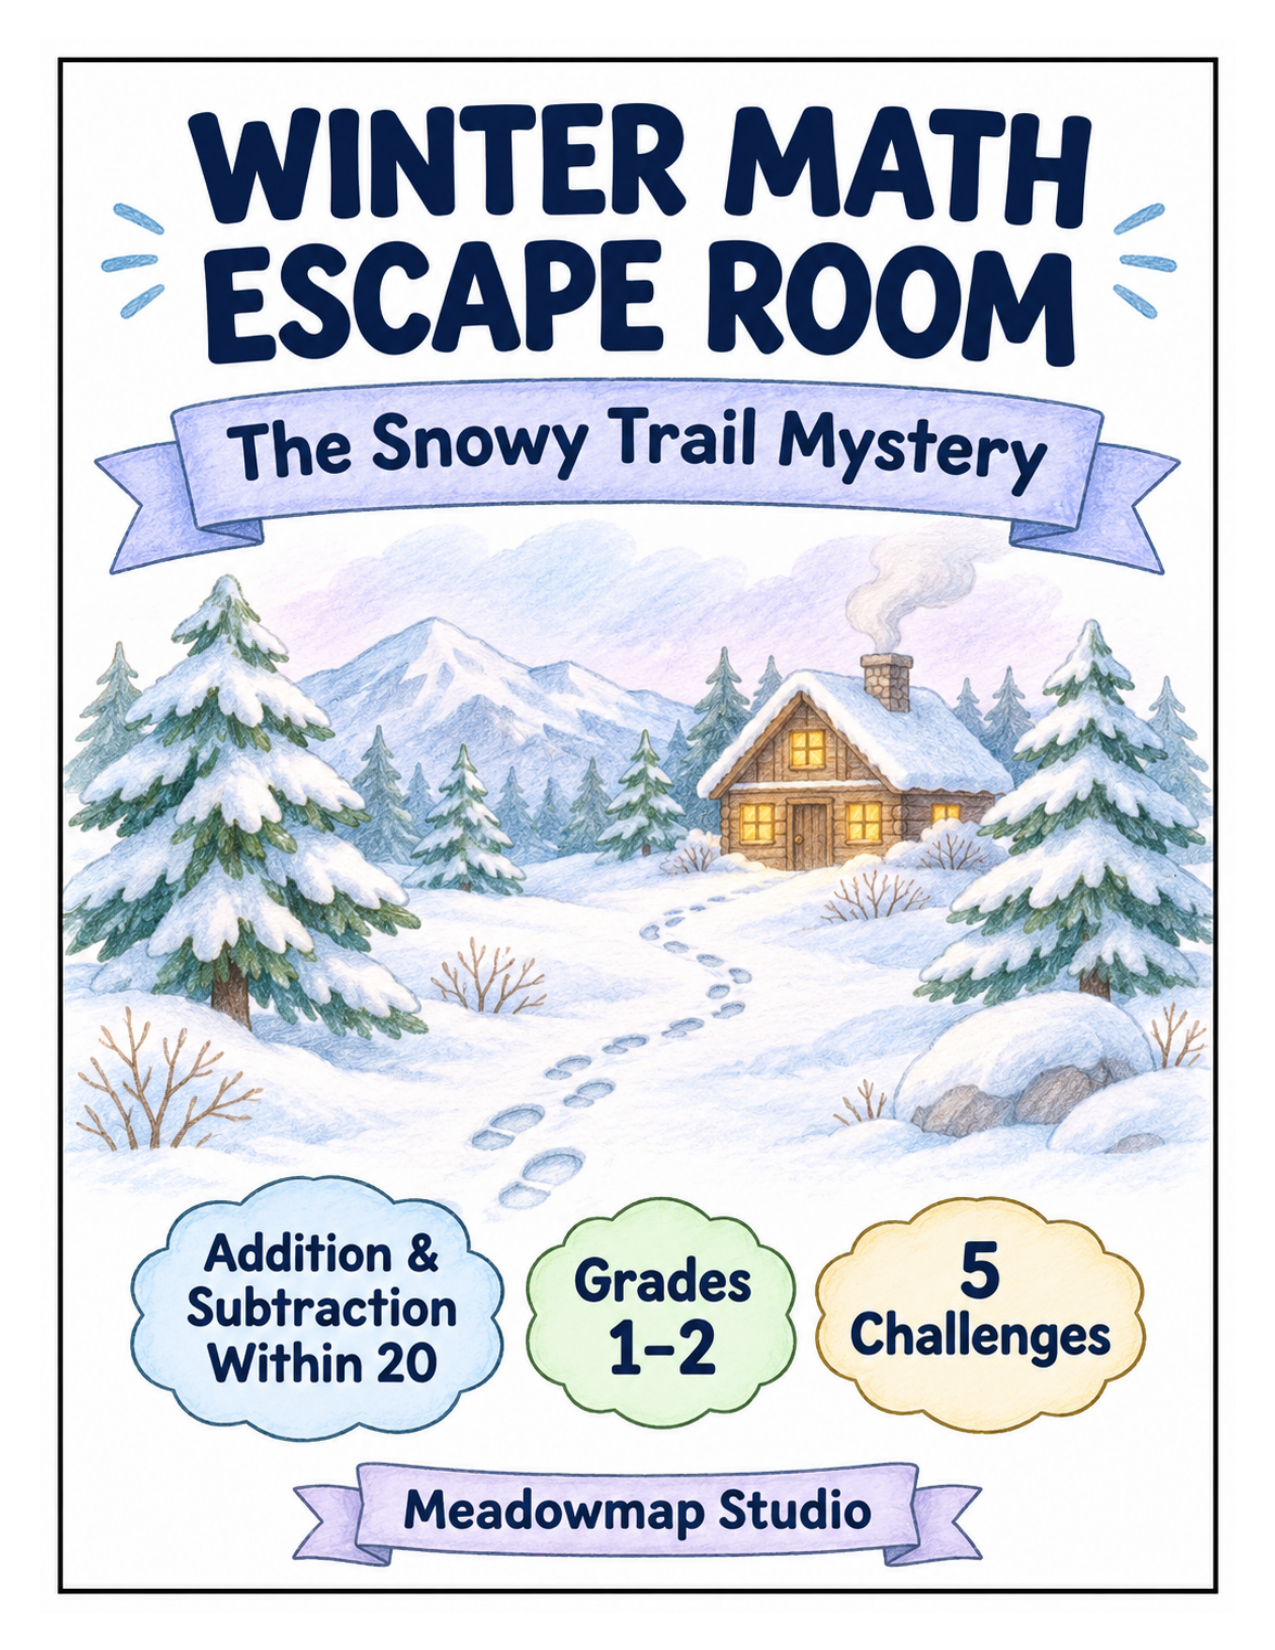 WINTER MATH
ESCAPE ROOM
The Snowy Trail Mystery
Addition &
Subtraction
Within 20
Grades
1–2
5
Challenges
Meadowmap Studio